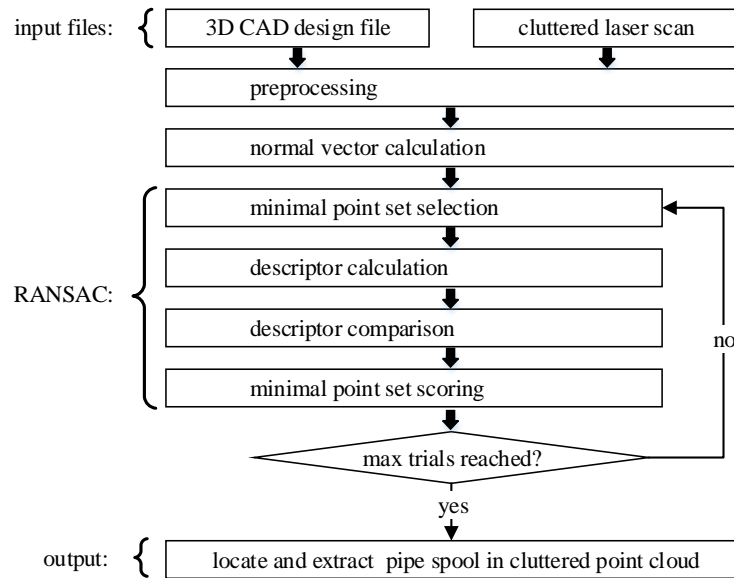 input files:
3D CAD design file
cluttered laser scan
preprocessing
normal vector calculation
RANSAC:
minimal point set selection
descriptor calculation
descriptor comparison
minimal point set scoring
no
max trials reached?
yes
output:
locate and extract pipe spool in cluttered point cloud